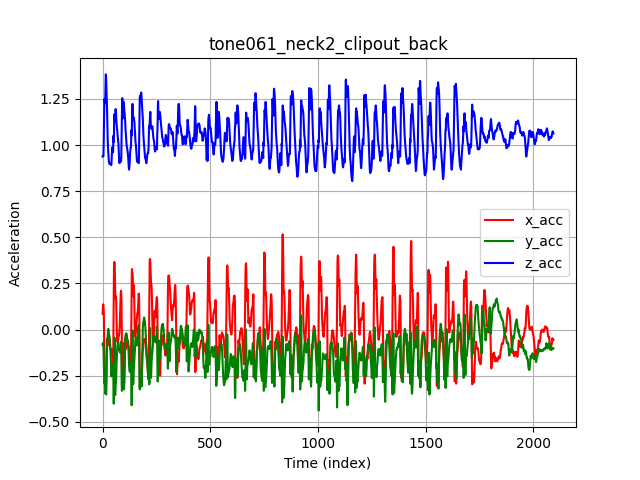 tone061_neck2_clipout_back
1.25
1.00
0.75
0.50
0.25
0.00
−0.25
−0.50
Acceleration
x_acc
y_acc
z_acc
0
500
1000
1500
2000
Time (index)